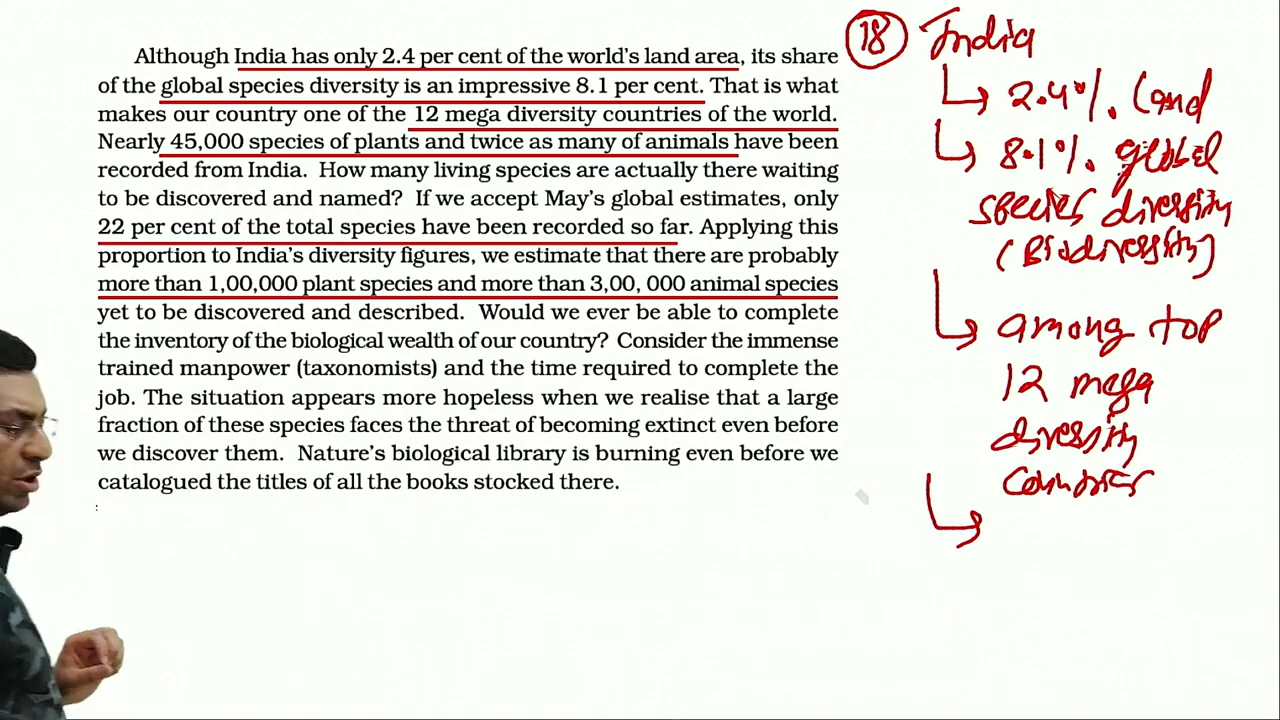 Although India has only 2.4 per cent of the world's land area, its share
of the global species diversity is an impressive 8.1 per cent. That is what
makes our country one of the 12 mega diversity countries of the world.
Nearly 45,000 species of plants and twice as many of animals have been
recorded from India. How many living species are actually there waiting
to be discovered and named? If we accept May's global estimates, only
22 per cent of the total species have been recorded so far. Applying this
proportion to India's diversity figures, we estimate that there are probably
more than 1,00,000 plant species and more than 3,00, 000 animal species
yet to be discovered and described. Would we ever be able to complete
the inventory of the biological wealth of our country? Consider the immense
trained manpower (taxonomists) and the time required to complete the
job. The situation appears more hopeless when we realise that a large
fraction of these species faces the threat of becoming extinct even before
we discover them. Nature's biological library is burning even before we
catalogued the titles of all the books stocked there.
18 India
2.4%. land
8.1%. global
species diversity
(Biodiversity)
among top
12 mega
diversity
countries